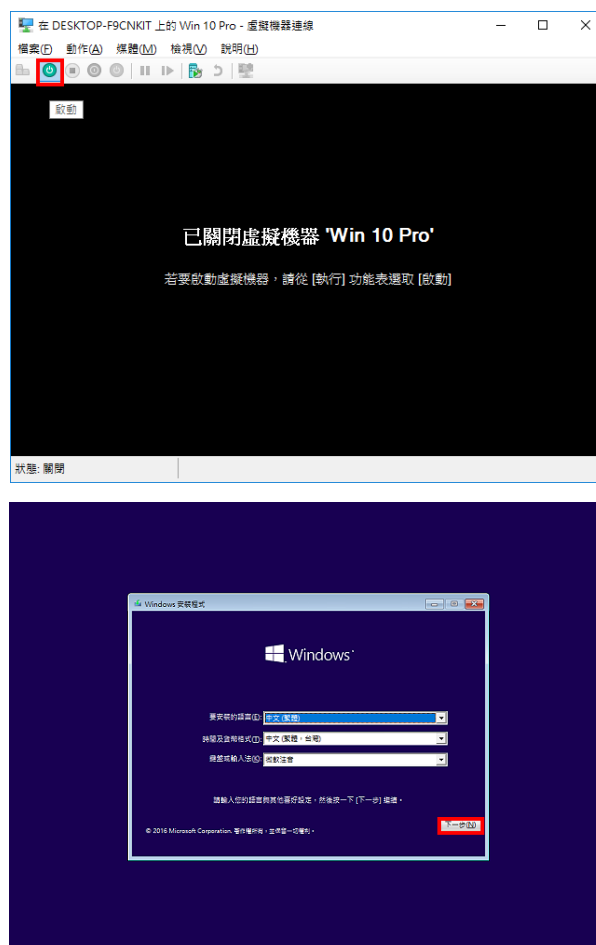 在 DESKTOP-F9CNKIT 上的 Win 10 Pro - 虛擬機器連線
檔案(F) 動作(A) 媒體(M) 檢視(V) 說明(H)
啟動
已關閉虛擬機器 'Win 10 Pro'
若要啟動虛擬機器，請從 [執行] 功能表選取 [啟動]
狀態: 關閉
Windows 安裝程式
Windows
要安裝的語言(E): 中文 (繁體)
時間及貨幣格式(T): 中文 (繁體，台灣)
鍵盤或輸入法(K): 微軟注音
請輸入您的語言與其他喜好設定，然後按一下 [下一步] 繼續。
© 2016 Microsoft Corporation. 著作權所有，並保留一切權利。
下一步(N)